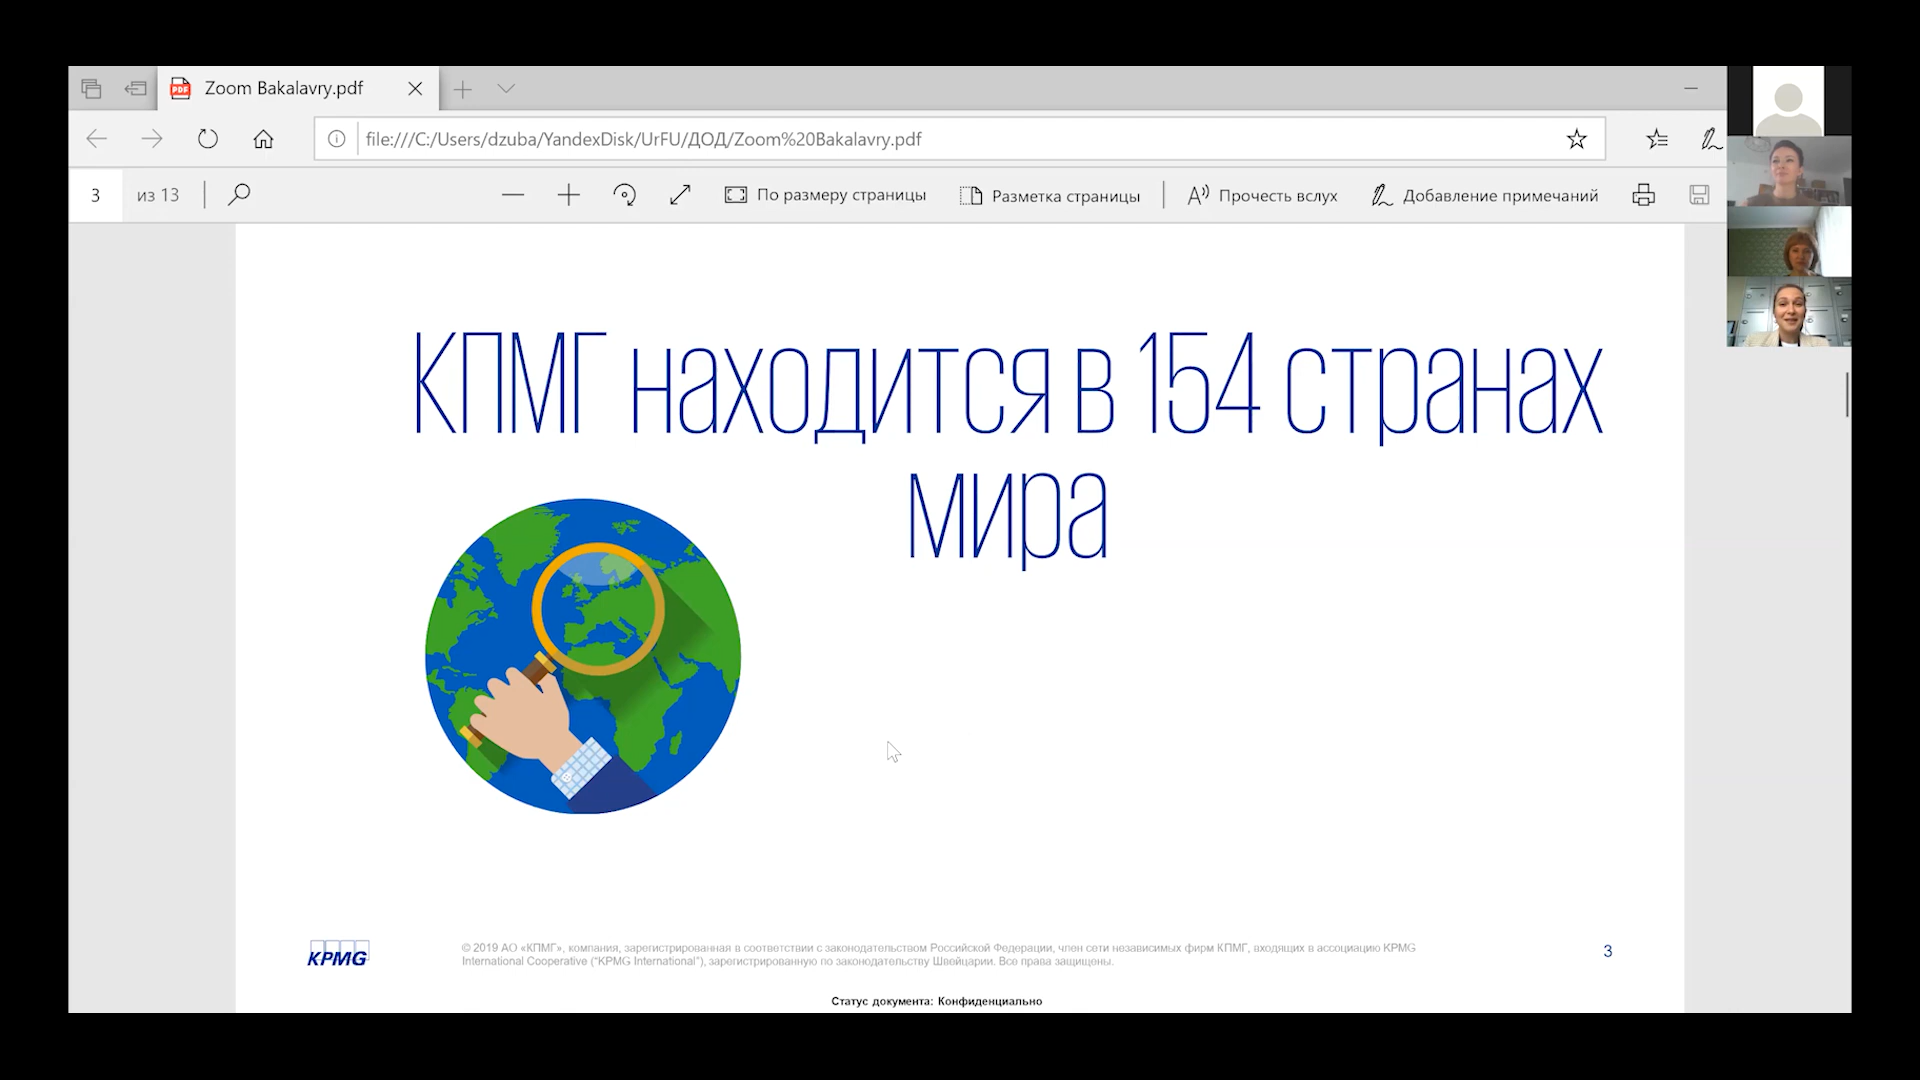 Zoom Bakalavry.pdf
file:///C:/Users/dzuba/YandexDisk/UrFU/ДОД/Zoom%20Bakalavry.pdf
3 из 13 По размеру страницы Разметка страницы Прочесть вслух Добавление примечаний
КПМГ находится в 154 странах
мира
KPMG
© 2019 АО «КПМГ», компания, зарегистрированная в соответствии с законодательством Российской Федерации, член сети независимых фирм КПМГ, входящих в ассоциацию KPMG
International Cooperative (“KPMG International”), зарегистрированную по законодательству Швейцарии. Все права защищены.
3
Статус документа: Конфиденциально